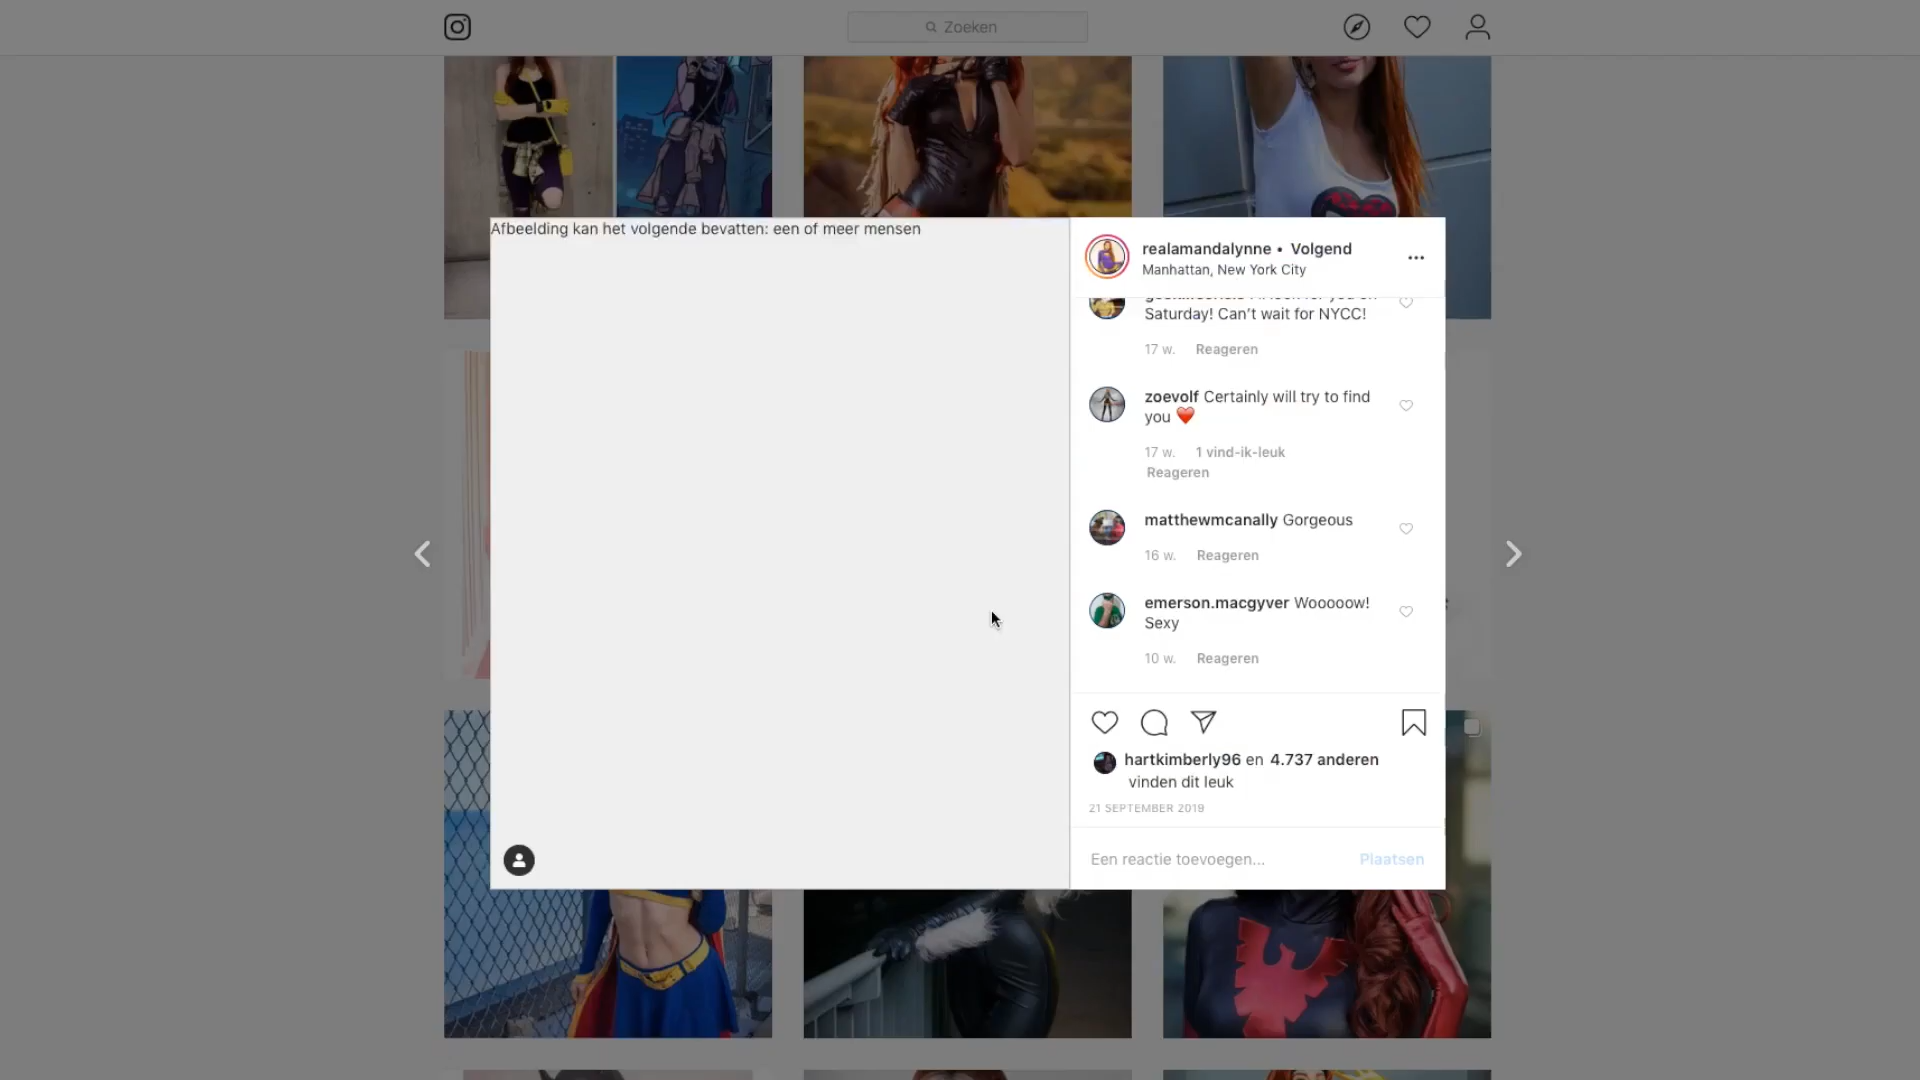 Zoeken
Afbeelding kan het volgende bevatten: een of meer mensen
realamandalynne • Volgend
Manhattan, New York City
Saturday! Can't wait for NYCC!
17 w. Reageren
zoevolf Certainly will try to find
you ❤️
17 w. 1 vind-ik-leuk
Reageren
matthewmcanally Gorgeous
16 w. Reageren
emerson.macgyver Wooooow!
Sexy
10 w. Reageren
hartkimberly96 en 4.737 anderen
vinden dit leuk
21 SEPTEMBER 2019
Een reactie toevoegen... Plaatsen